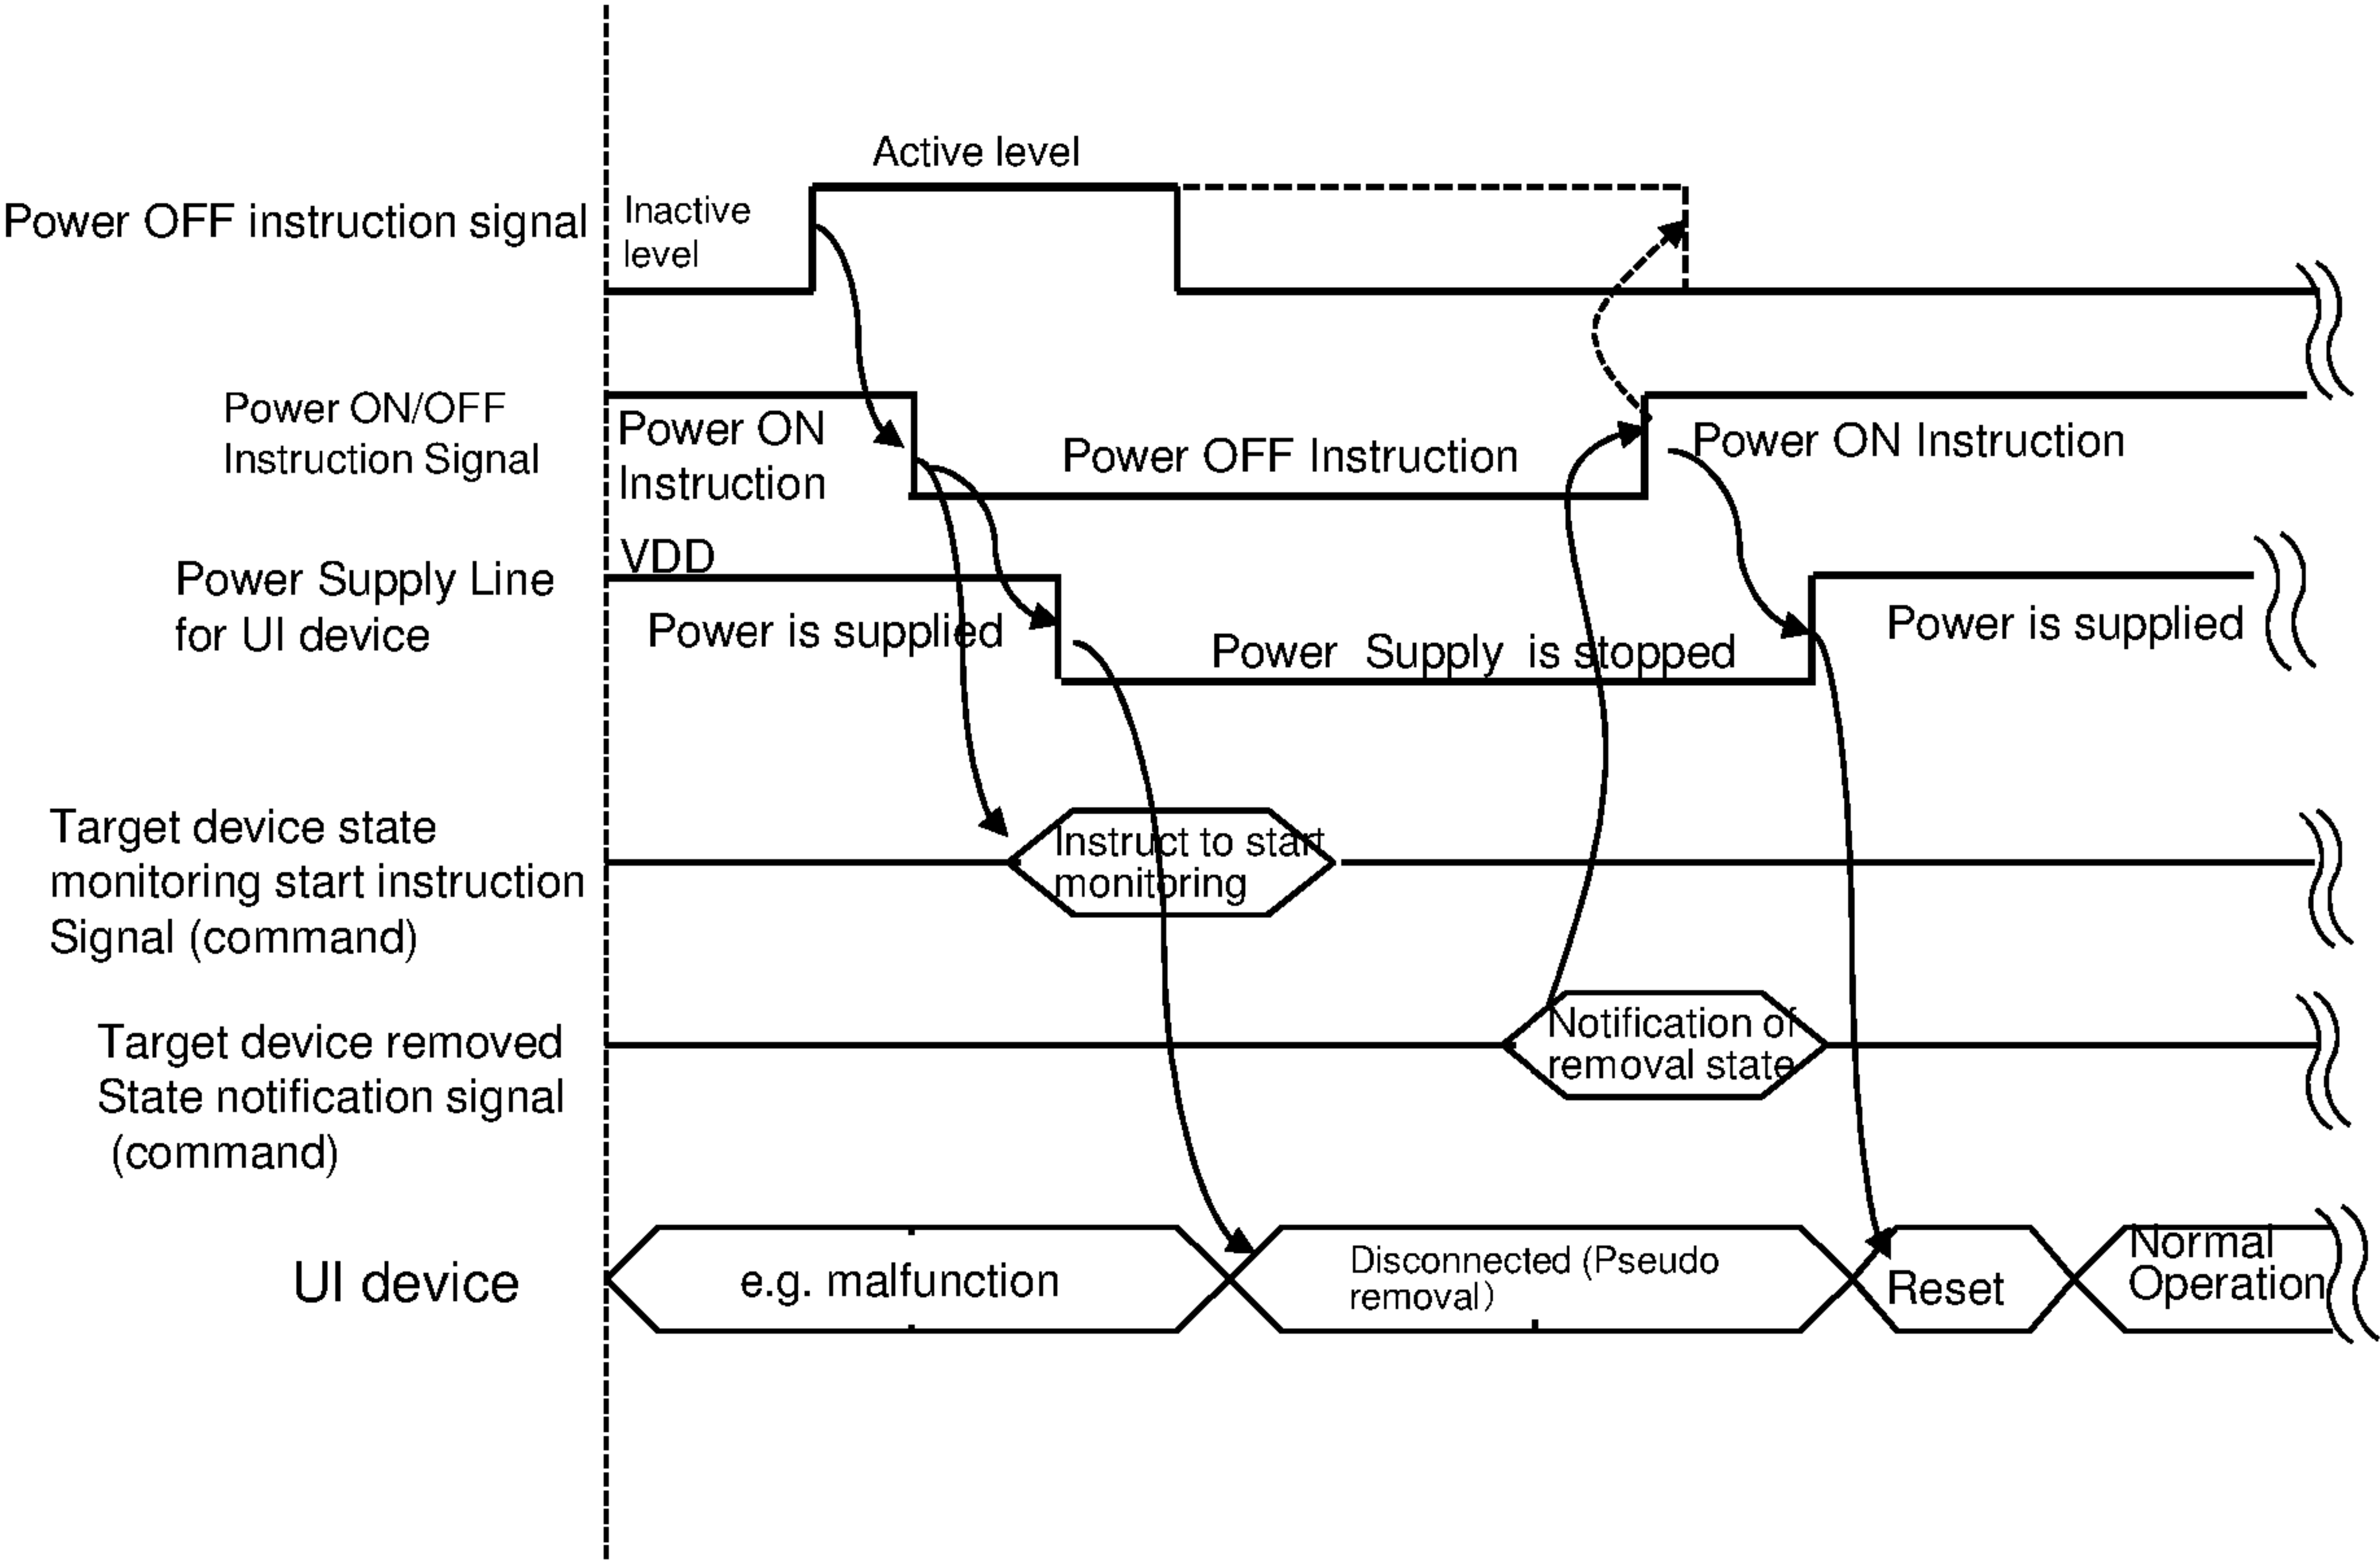 Active level
Power OFF instruction signal
Inactive
level
Power ON/OFF
Instruction Signal
Power ON
Instruction
Power OFF Instruction
Power ON Instruction
VDD
Power Supply Line
for UI device
Power is supplied
Power Supply is stopped
Power is supplied
Target device state
monitoring start instruction
Signal (command)
Instruct to start
monitoring
Target device removed
State notification signal
(command)
Notification of
removal state
UI device
e.g. malfunction
Disconnected (Pseudo
removal)
Reset
Normal
Operation